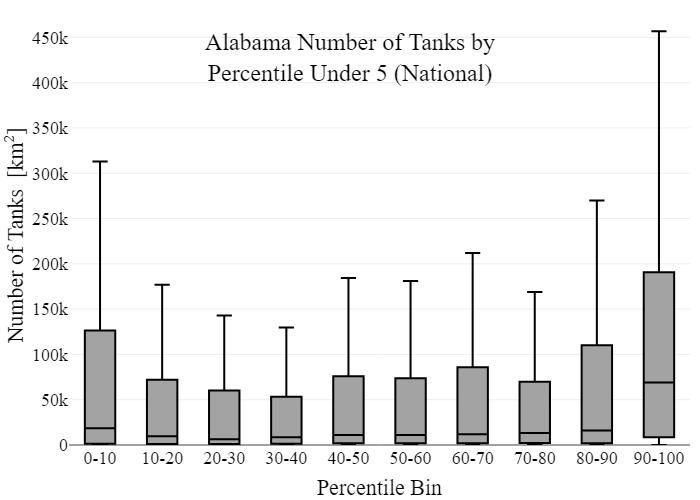 Alabama Number of Tanks by
Percentile Under 5 (National)
Number of Tanks [km²]
450k
400k
350k
300k
250k
200k
150k
100k
50k
0
0-10 10-20 20-30 30-40 40-50 50-60 60-70 70-80 80-90 90-100
Percentile Bin